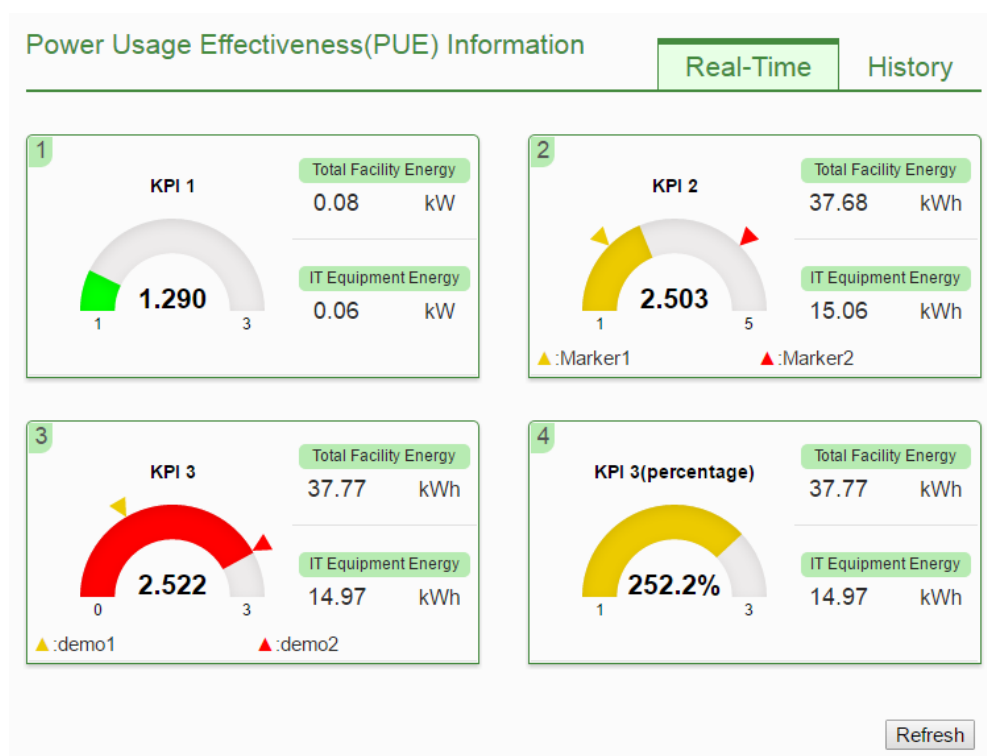 Power Usage Effectiveness(PUE) Information
Real-Time
History
1
KPI 1
1.290
1
3
Total Facility Energy
0.08 kW
IT Equipment Energy
0.06 kW
2
KPI 2
2.503
1
5
Total Facility Energy
37.68 kWh
IT Equipment Energy
15.06 kWh
:Marker1
:Marker2
3
KPI 3
2.522
0
3
Total Facility Energy
37.77 kWh
IT Equipment Energy
14.97 kWh
:demo1
:demo2
4
KPI 3(percentage)
252.2%
1
3
Total Facility Energy
37.77 kWh
IT Equipment Energy
14.97 kWh
Refresh